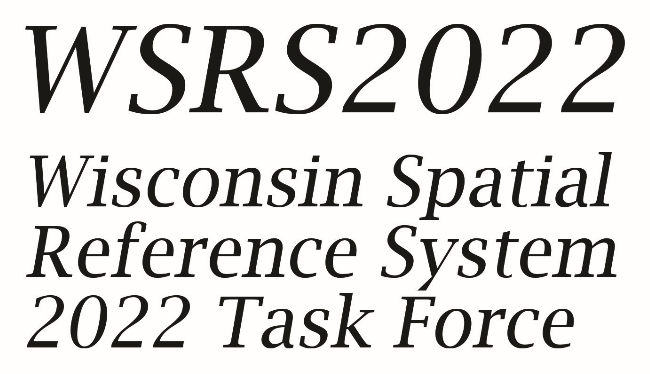 WSRS2022
Wisconsin Spatial
Reference System
2022 Task Force